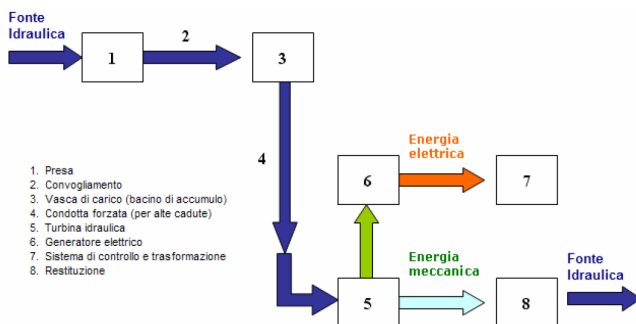 Fonte
Idraulica
2
1
3
4
Energia
elettrica
6
7
1. Presa
2. Convogliamento
3. Vasca di carico (bacino di accumulo)
4. Condotta forzata (per alte cadute)
5. Turbina idraulica
6. Generatore elettrico
7. Sistema di controllo e trasformazione
8. Restituzione
Energia
meccanica
Fonte
Idraulica
5
8